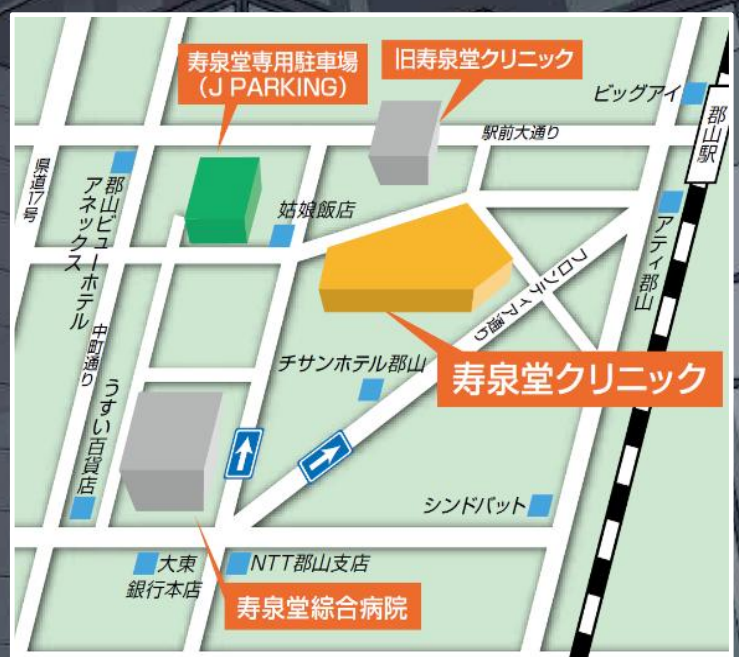 寿泉堂専用駐車場
（J PARKING）
旧寿泉堂クリニック
ビッグアイ
郡山駅
駅前大通り
県道17号
郡山ビューホテル
アネックス
姑娘飯店
アティ郡山
フロンティア通り
中町通り
チサンホテル郡山
寿泉堂クリニック
うすい百貨店
シンドバット
大東
銀行本店
NTT郡山支店
寿泉堂綜合病院